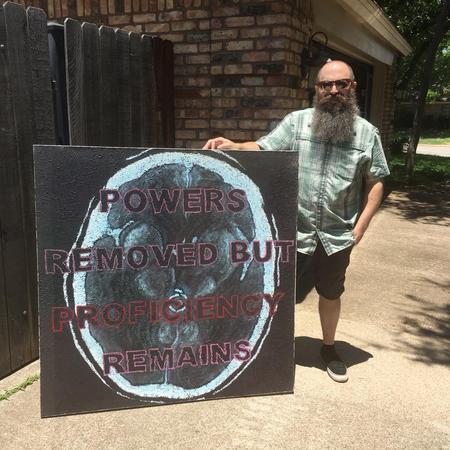 POWERS
REMOVED BUT
PROFICIENCY
REMAINS